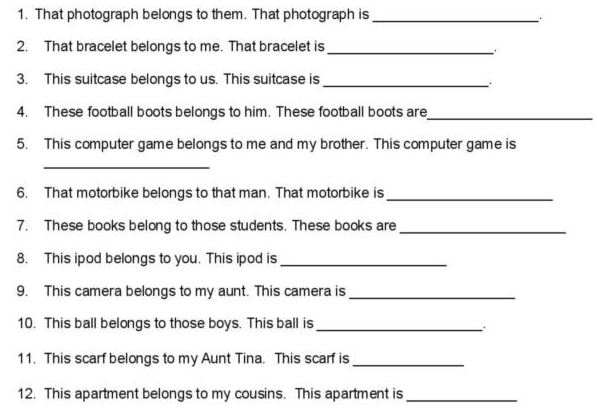 1. That photograph belongs to them. That photograph is ____________________.
2. That bracelet belongs to me. That bracelet is ____________________.
3. This suitcase belongs to us. This suitcase is ____________________.
4. These football boots belongs to him. These football boots are ____________________
5. This computer game belongs to me and my brother. This computer game is
____________________
6. That motorbike belongs to that man. That motorbike is ____________________
7. These books belong to those students. These books are ____________________
8. This ipod belongs to you. This ipod is ____________________
9. This camera belongs to my aunt. This camera is ____________________
10. This ball belongs to those boys. This ball is ____________________.
11. This scarf belongs to my Aunt Tina. This scarf is ______________
12. This apartment belongs to my cousins. This apartment is ______________